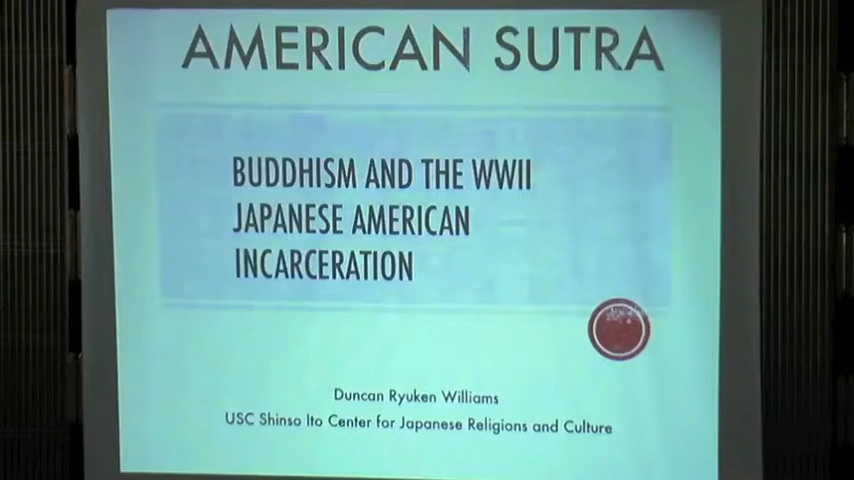 AMERICAN SUTRA
BUDDHISM AND THE WWII
JAPANESE AMERICAN
INCARCERATION
Duncan Ryuken Williams
USC Shinso Ito Center for Japanese Religions and Culture